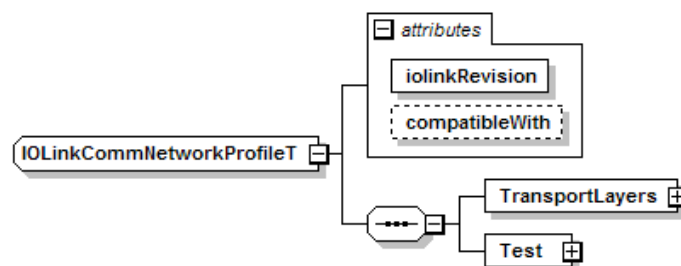 attributes
iolinkRevision
compatibleWith
IOLinkCommNetworkProfileT
TransportLayers
Test